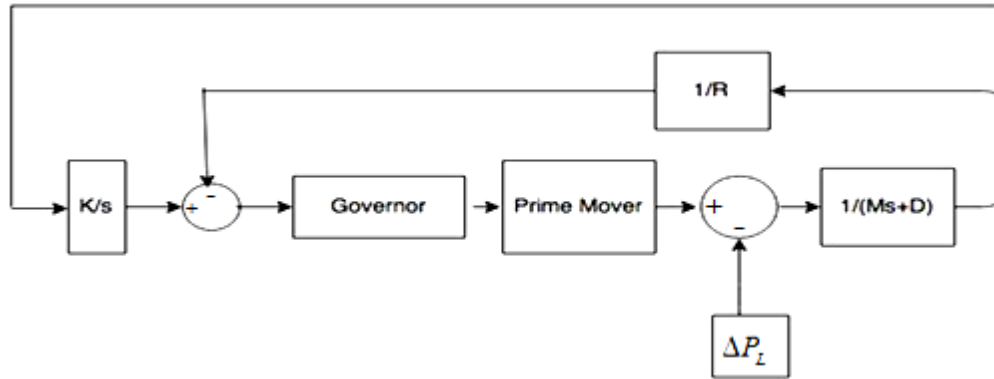 1/R
-
K/s
+
Governor
Prime Mover
+
-
1/(Ms+D)
ΔP_L